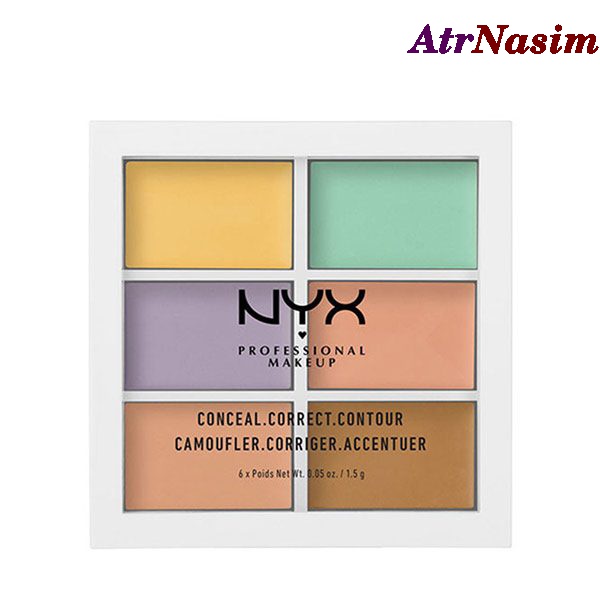 AtrNasim
NYX
PROFESSIONAL
MAKEUP
CONCEAL.CORRECT.CONTOUR
CAMOUFLER.CORRIGER.ACCENTUER
6 x Poids Net Wt. 0.05 oz. / 1.5 g